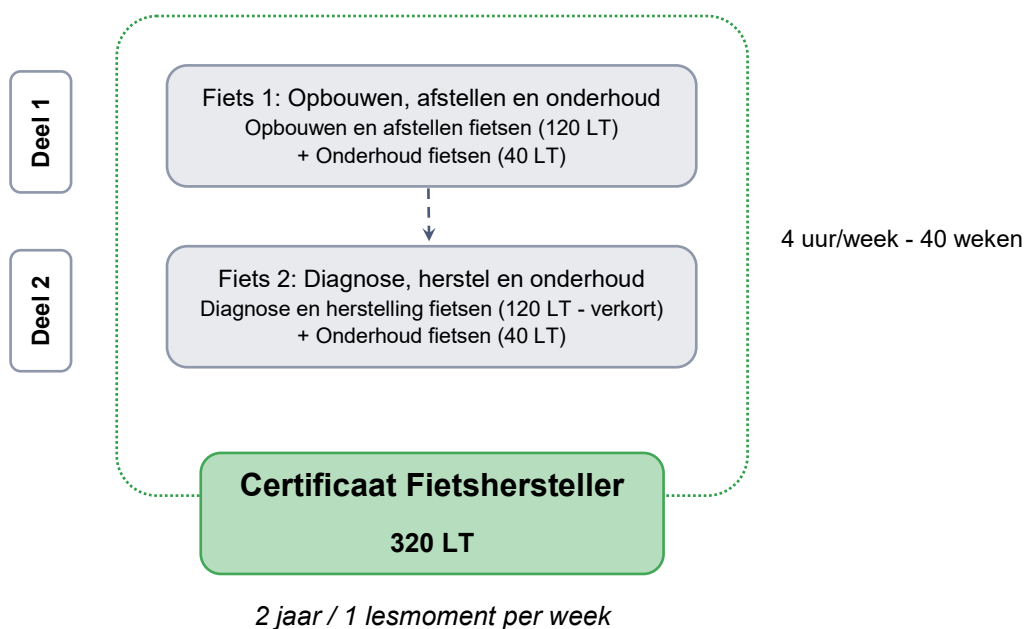 Deel 1
Fiets 1: Opbouwen, afstellen en onderhoud
Opbouwen en afstellen fietsen (120 LT)
+ Onderhoud fietsen (40 LT)
4 uur/week - 40 weken
Deel 2
Fiets 2: Diagnose, herstel en onderhoud
Diagnose en herstelling fietsen (120 LT - verkort)
+ Onderhoud fietsen (40 LT)
Certificaat Fietshersteller
320 LT
2 jaar / 1 lesmoment per week